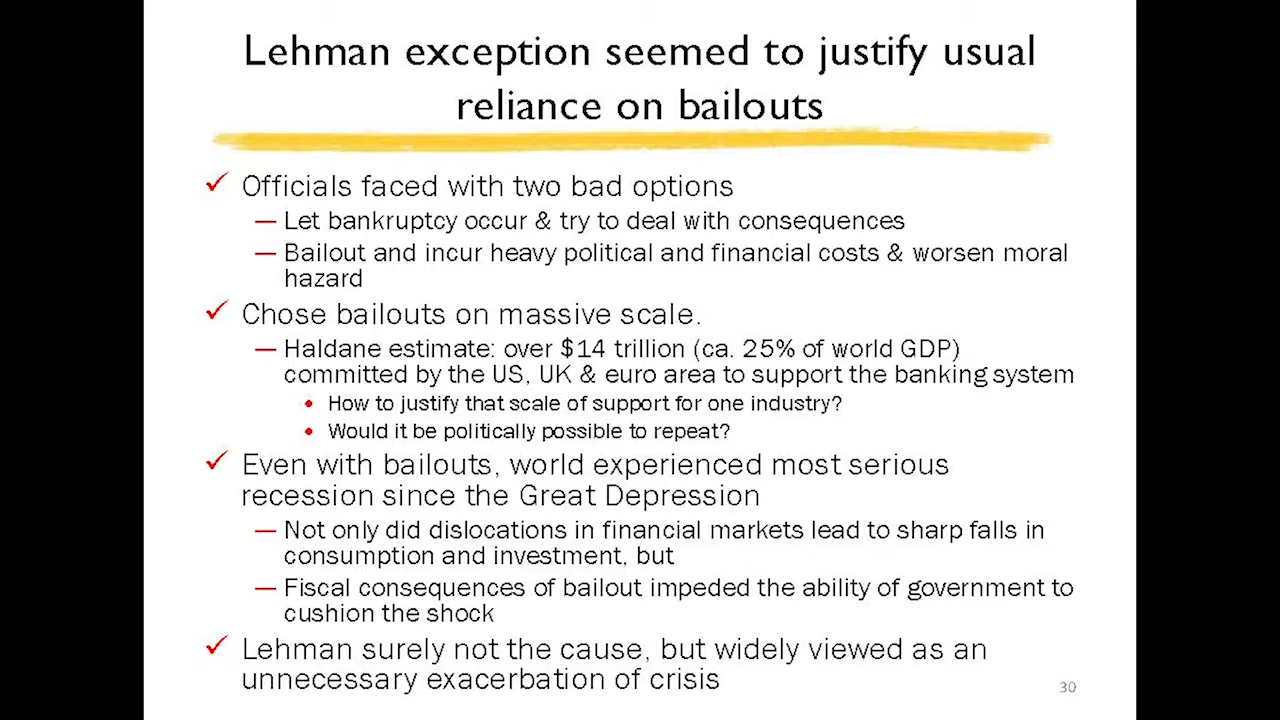 Lehman exception seemed to justify usual
reliance on bailouts
✓ Officials faced with two bad options
— Let bankruptcy occur & try to deal with consequences
— Bailout and incur heavy political and financial costs & worsen moral
hazard
✓ Chose bailouts on massive scale.
— Haldane estimate: over $14 trillion (ca. 25% of world GDP)
committed by the US, UK & euro area to support the banking system
• How to justify that scale of support for one industry?
• Would it be politically possible to repeat?
✓ Even with bailouts, world experienced most serious
recession since the Great Depression
— Not only did dislocations in financial markets lead to sharp falls in
consumption and investment, but
— Fiscal consequences of bailout impeded the ability of government to
cushion the shock
✓ Lehman surely not the cause, but widely viewed as an
unnecessary exacerbation of crisis
30